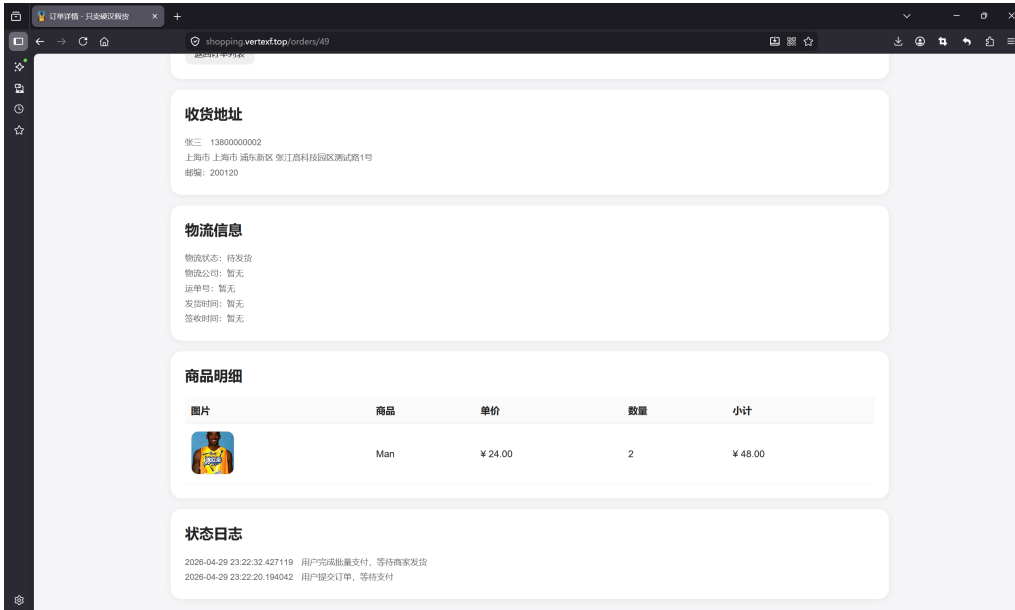 订单详情 - 只卖硬汉假货
shopping.vertexf.top/orders/49
返回订单列表
收货地址
张三 13800000002
上海市 上海市 浦东新区 张江高科技园区测试路1号
邮编：200120
物流信息
物流状态：待发货
物流公司：暂无
运单号：暂无
发货时间：暂无
签收时间：暂无
商品明细
图片 商品 单价 数量 小计
Man ¥ 24.00 2 ¥ 48.00
状态日志
2026-04-29 23:22:32.427119 用户完成批量支付，等待商家发货
2026-04-29 23:22:20.194042 用户提交订单，等待支付